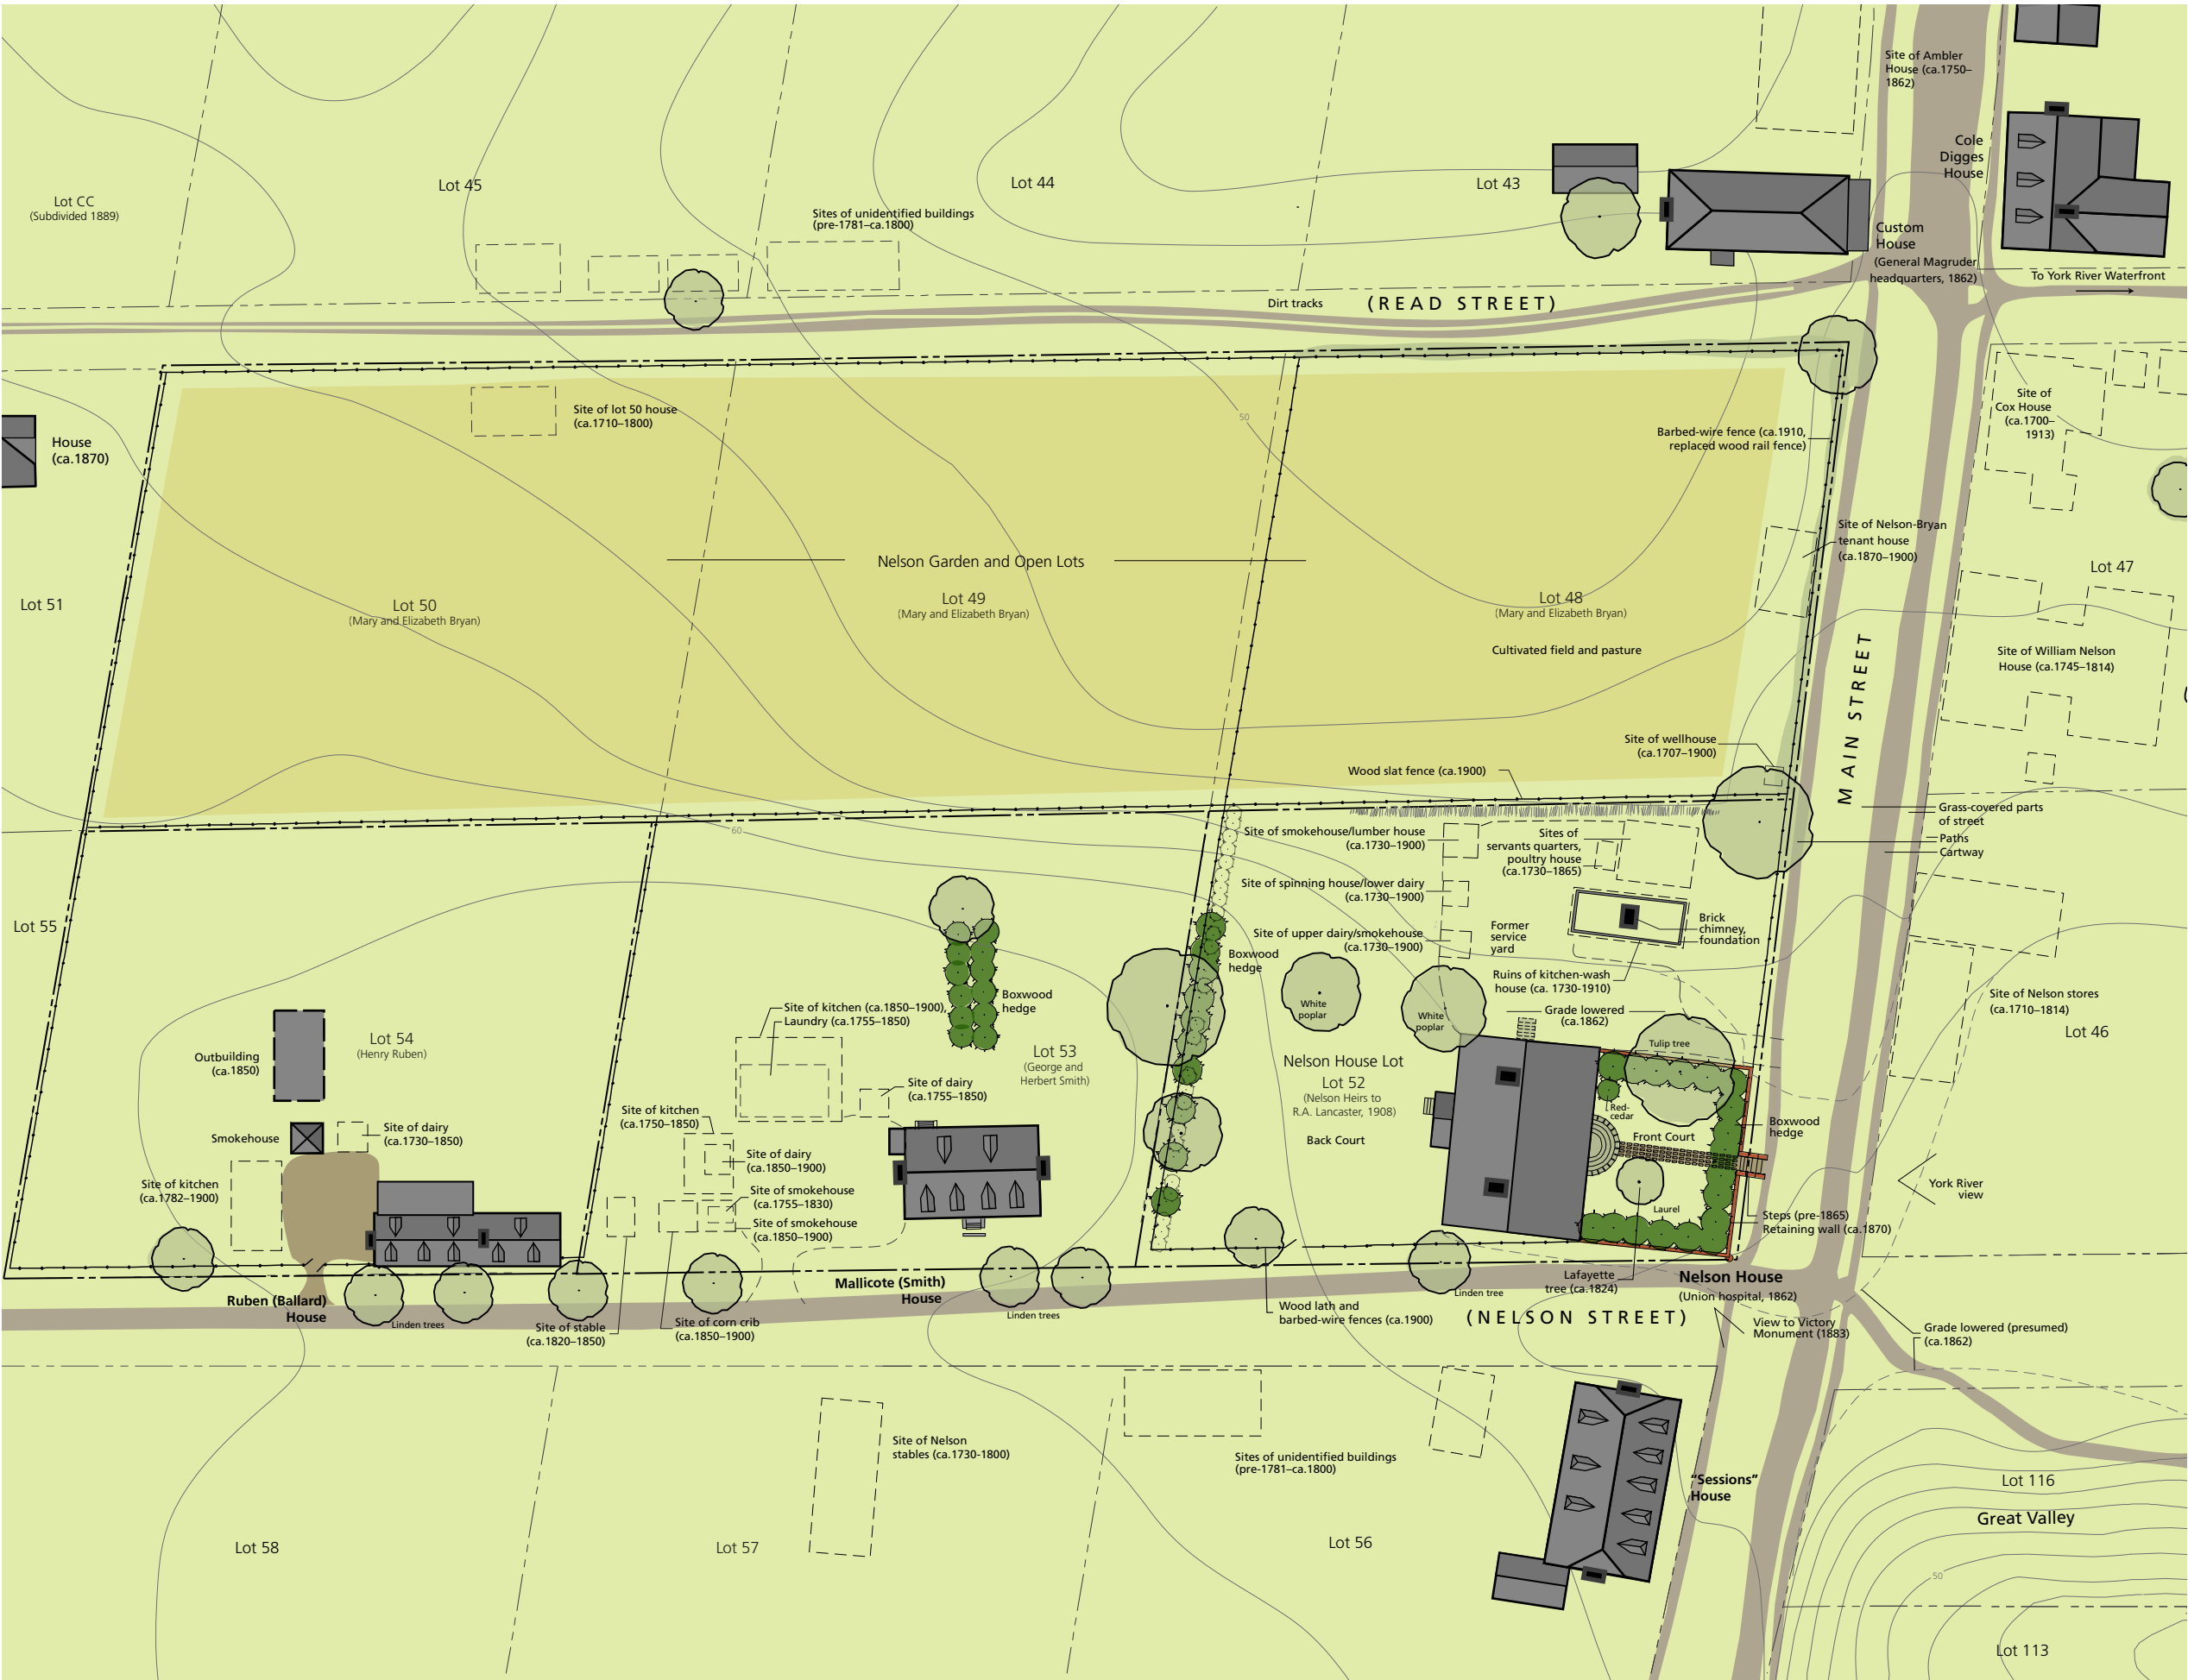 Site of Ambler
House (ca.1750–
1862)
Cole
Digges
House
Lot CC
(Subdivided 1889)
Lot 45
Lot 44
Lot 43
Sites of unidentified buildings
(pre-1781–ca.1800)
Custom
House
(General Magruder
headquarters, 1862)
To York River Waterfront
Dirt tracks
(READ STREET)
House
(ca.1870)
Site of lot 50 house
(ca.1710–1800)
50
Site of
Cox House
(ca.1700–
1913)
Barbed-wire fence (ca.1910,
replaced wood rail fence)
Site of Nelson-Bryan
tenant house
(ca.1870–1900)
Nelson Garden and Open Lots
Lot 51
Lot 50
(Mary and Elizabeth Bryan)
Lot 49
(Mary and Elizabeth Bryan)
Lot 48
(Mary and Elizabeth Bryan)
Cultivated field and pasture
Lot 47
Site of William Nelson
House (ca.1745–1814)
MAIN STREET
Site of wellhouse
(ca.1707–1900)
Wood slat fence (ca.1900)
Grass-covered parts
of street
Paths
Cartway
60
Site of smokehouse/lumber house
(ca.1730–1900)
Sites of
servants quarters,
poultry house
(ca.1730–1865)
Site of spinning house/lower dairy
(ca.1730–1900)
Site of upper dairy/smokehouse
(ca.1730–1900)
Former
service
yard
Brick
chimney,
foundation
Ruins of kitchen-wash
house (ca. 1730-1910)
Lot 55
Boxwood
hedge
Boxwood
hedge
White
poplar
White
poplar
Grade lowered
(ca.1862)
Site of Nelson stores
(ca.1710–1814)
Lot 46
Site of kitchen (ca.1850–1900),
Laundry (ca.1755–1850)
Lot 54
(Henry Ruben)
Outbuilding
(ca.1850)
Lot 53
(George and
Herbert Smith)
Nelson House Lot
Lot 52
(Nelson Heirs to
R.A. Lancaster, 1908)
Back Court
Tulip tree
Red-
cedar
Front Court
Laurel
Boxwood
hedge
Site of dairy
(ca.1755–1850)
Site of kitchen
(ca.1750–1850)
Smokehouse
Site of dairy
(ca.1730–1850)
Site of dairy
(ca.1850–1900)
Site of kitchen
(ca.1782–1900)
Site of smokehouse
(ca.1755–1830)
Site of smokehouse
(ca.1850–1900)
York River
view
Steps (pre-1865)
Retaining wall (ca.1870)
Mallicote (Smith)
House
Lafayette
tree (ca.1824)
Nelson House
(Union hospital, 1862)
Ruben (Ballard)
House
Linden trees
Site of stable
(ca.1820–1850)
Site of corn crib
(ca.1850–1900)
Linden trees
Wood lath and
barbed-wire fences (ca.1900)
Linden tree
(NELSON STREET)
View to Victory
Monument (1883)
Grade lowered (presumed)
(ca.1862)
Site of Nelson
stables (ca.1730-1800)
Sites of unidentified buildings
(pre-1781–ca.1800)
"Sessions"
House
Lot 116
Great Valley
Lot 58
Lot 57
Lot 56
50
Lot 113